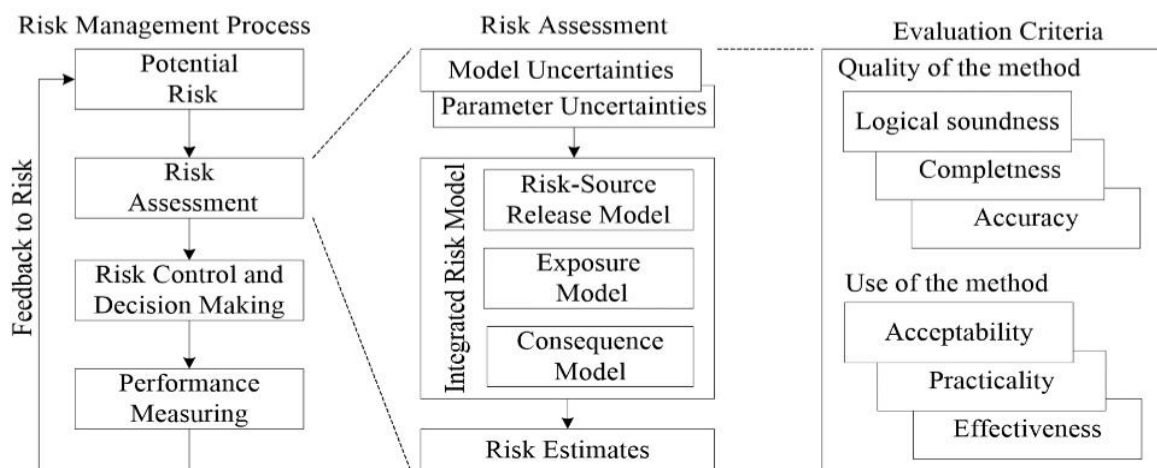 Risk Management Process
Potential
Risk
Risk
Assessment
Risk Control and
Decision Making
Performance
Measuring
Feedback to Risk
Risk Assessment
Model Uncertainties
Parameter Uncertainties
Integrated Risk Model
Risk-Source
Release Model
Exposure
Model
Consequence
Model
Risk Estimates
Evaluation Criteria
Quality of the method
Logical soundness
Completness
Accuracy
Use of the method
Acceptability
Practicality
Effectiveness